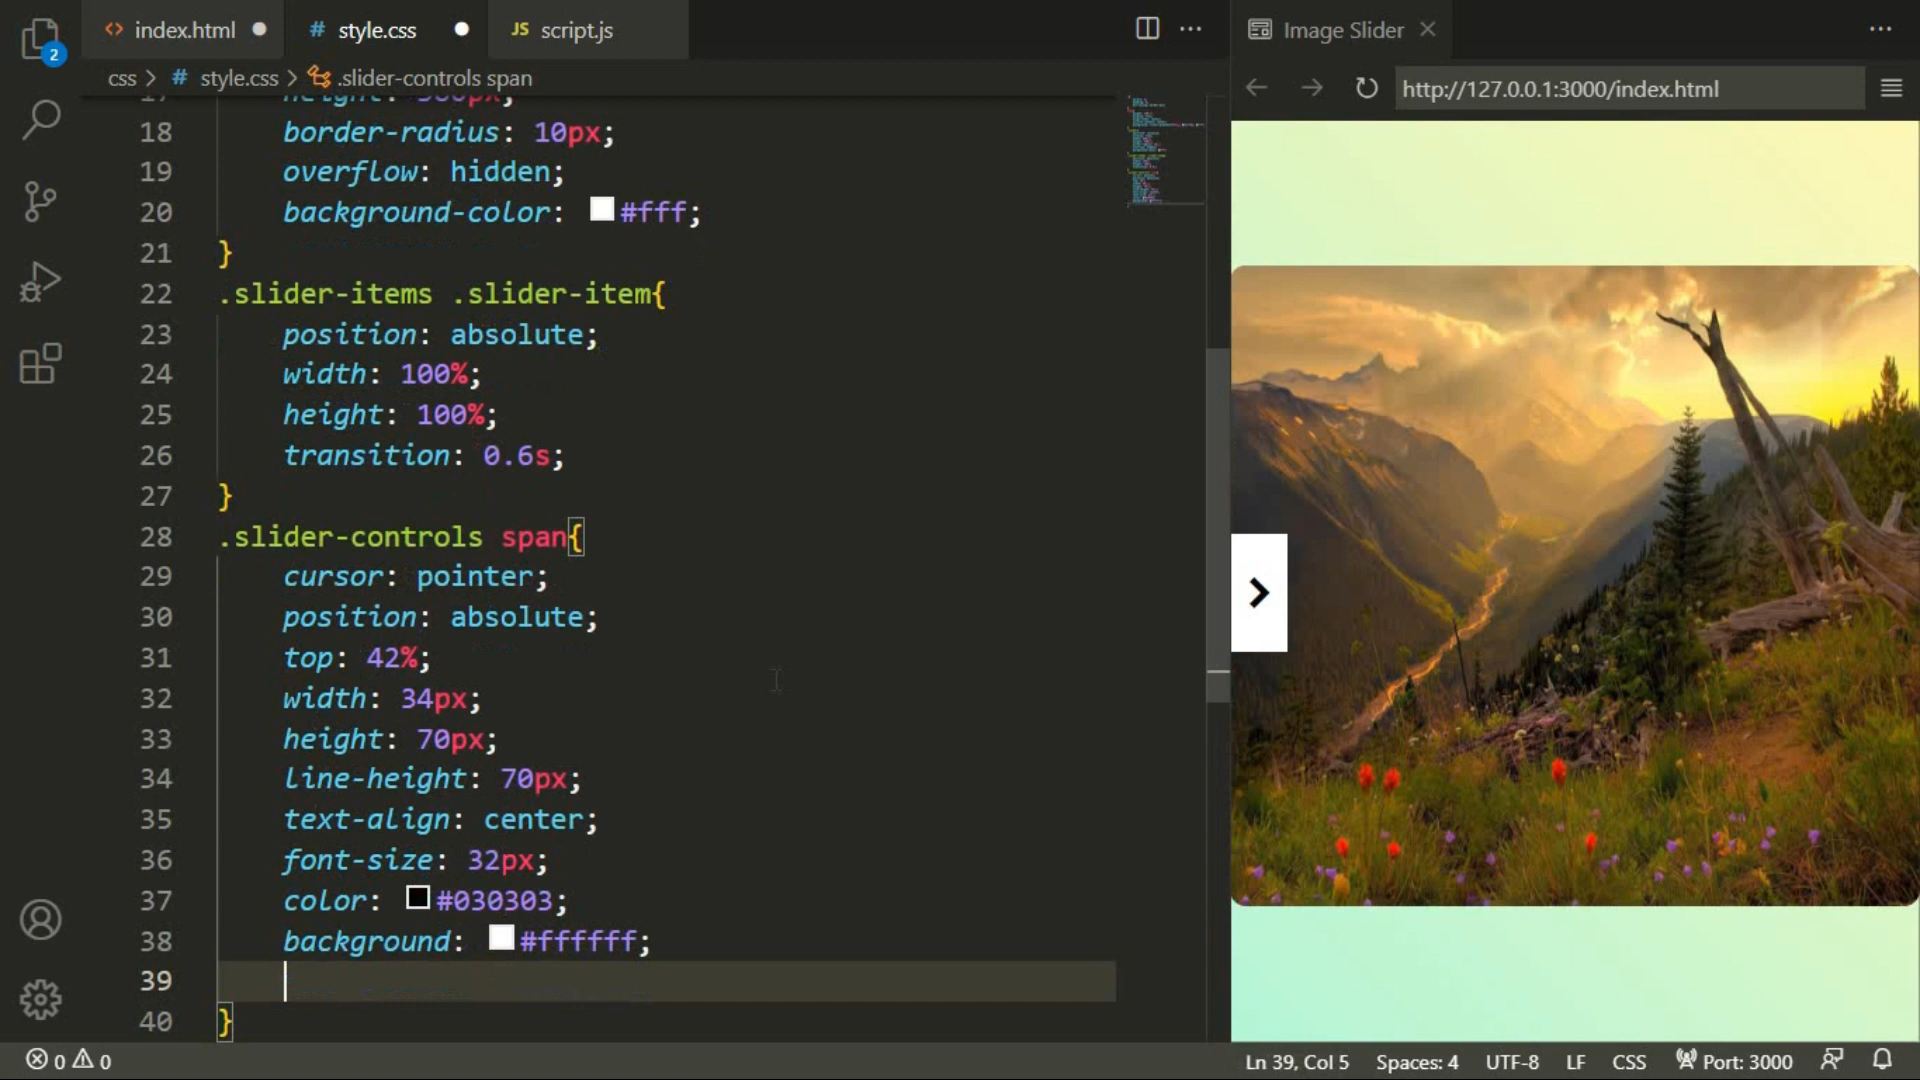 index.html
# style.css
JS script.js
Image Slider
2
css > # style.css > .slider-controls span
http://127.0.0.1:3000/index.html
18 border-radius: 10px;
19 overflow: hidden;
20 background-color: #fff;
21 }
22 .slider-items .slider-item{
23 position: absolute;
24 width: 100%;
25 height: 100%;
26 transition: 0.6s;
27 }
28 .slider-controls span{
29 cursor: pointer;
30 position: absolute;
31 top: 42%;
32 width: 34px;
33 height: 70px;
34 line-height: 70px;
35 text-align: center;
36 font-size: 32px;
37 color: #030303;
38 background: #ffffff;
39
40 }
0 0
Ln 39, Col 5 Spaces: 4 UTF-8 LF CSS Port: 3000